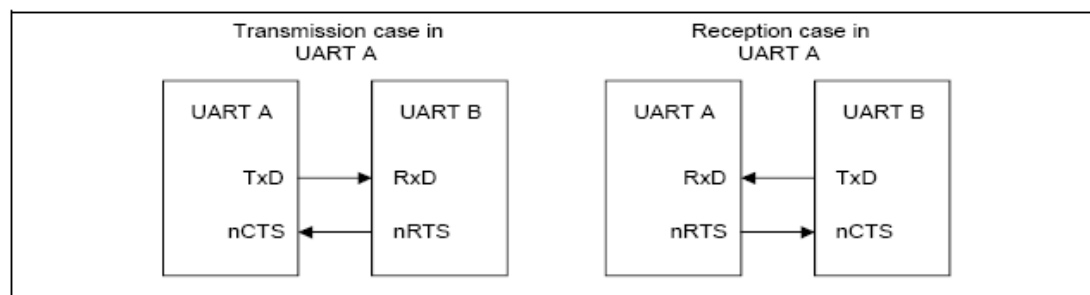 Transmission case in
UART A
UART A
UART B
TxD
RxD
nCTS
nRTS
Reception case in
UART A
UART A
UART B
RxD
TxD
nRTS
nCTS